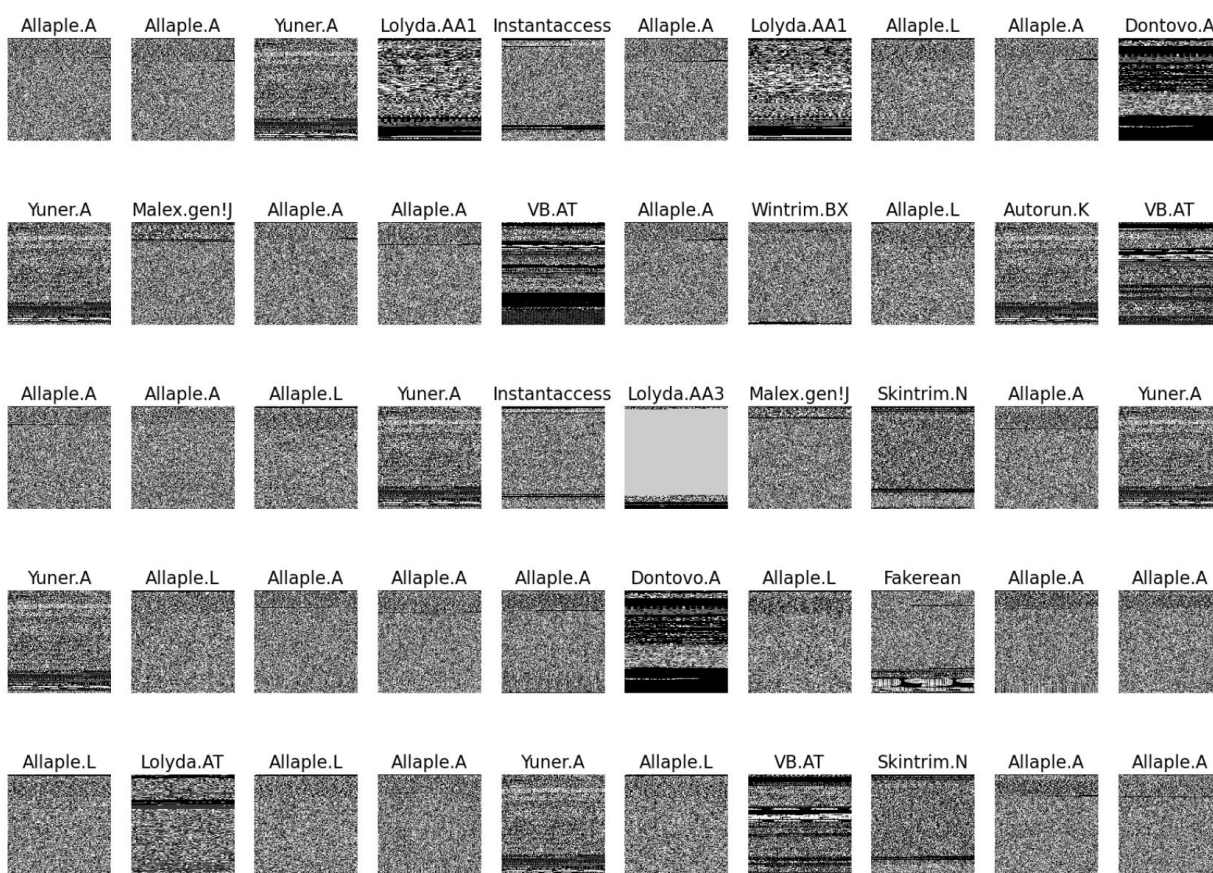 Allaple.A Allaple.A Yuner.A Lolyda.AA1 Instantaccess Allaple.A Lolyda.AA1 Allaple.L Allaple.A Dontovo.A
Yuner.A Malex.gen!J Allaple.A Allaple.A VB.AT Allaple.A Wintrim.BX Allaple.L Autorun.K VB.AT
Allaple.A Allaple.A Allaple.L Yuner.A Instantaccess Lolyda.AA3 Malex.gen!J Skintrim.N Allaple.A Yuner.A
Yuner.A Allaple.L Allaple.A Allaple.A Allaple.A Dontovo.A Allaple.L Fakerean Allaple.A Allaple.A
Allaple.L Lolyda.AT Allaple.L Allaple.A Yuner.A Allaple.L VB.AT Skintrim.N Allaple.A Allaple.A